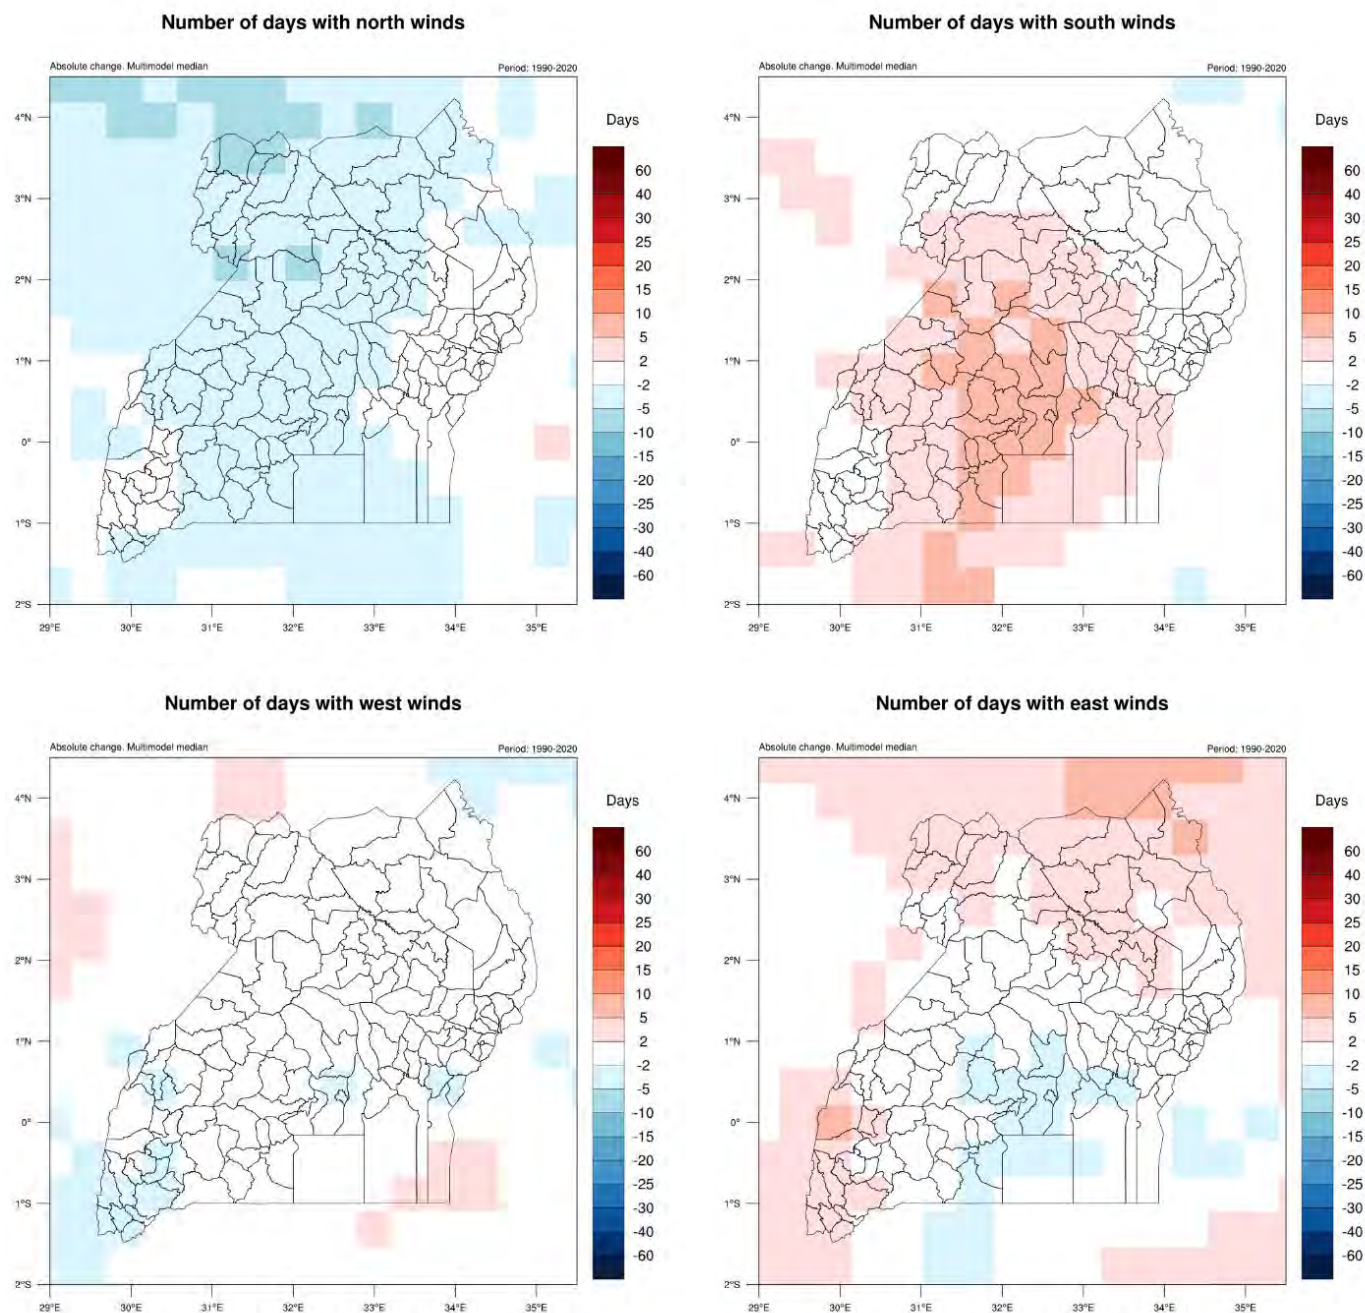 Number of days with north winds
Absolute change. Multimodel median
Period: 1990-2020
4°N
3°N
2°N
1°N
0°
1°S
2°S
29°E
30°E
31°E
32°E
33°E
34°E
35°E
Days
60
40
30
25
20
15
10
5
2
-2
-5
-10
-15
-20
-25
-30
-40
-60
Number of days with south winds
Absolute change. Multimodel median
Period: 1990-2020
4°N
3°N
2°N
1°N
0°
1°S
2°S
29°E
30°E
31°E
32°E
33°E
34°E
35°E
Days
60
40
30
25
20
15
10
5
2
-2
-5
-10
-15
-20
-25
-30
-40
-60
Number of days with west winds
Absolute change. Multimodel median
Period: 1990-2020
4°N
3°N
2°N
1°N
0°
1°S
2°S
29°E
30°E
31°E
32°E
33°E
34°E
35°E
Days
60
40
30
25
20
15
10
5
2
-2
-5
-10
-15
-20
-25
-30
-40
-60
Number of days with east winds
Absolute change. Multimodel median
Period: 1990-2020
4°N
3°N
2°N
1°N
0°
1°S
2°S
29°E
30°E
31°E
32°E
33°E
34°E
35°E
Days
60
40
30
25
20
15
10
5
2
-2
-5
-10
-15
-20
-25
-30
-40
-60